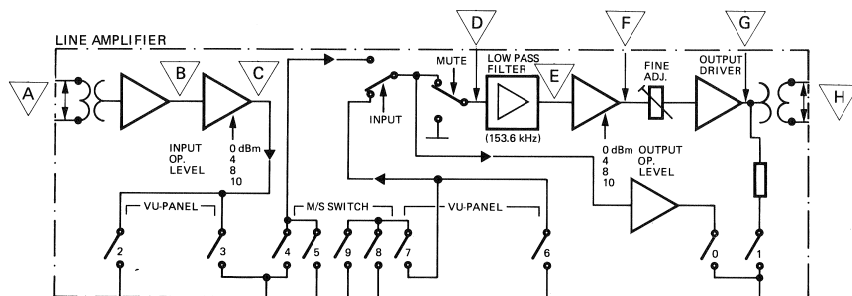 LINE AMPLIFIER
A
B
C
D
E
F
G
H
MUTE
LOW PASS
FILTER
(153.6 kHz)
FINE
ADJ.
OUTPUT
DRIVER
INPUT
INPUT
OP.
LEVEL
0 dBm
4
8
10
0 dBm
4
8
10
OUTPUT
OP.
LEVEL
VU-PANEL
M/S SWITCH
VU-PANEL
2
3
4
5
9
8
7
6
0
1